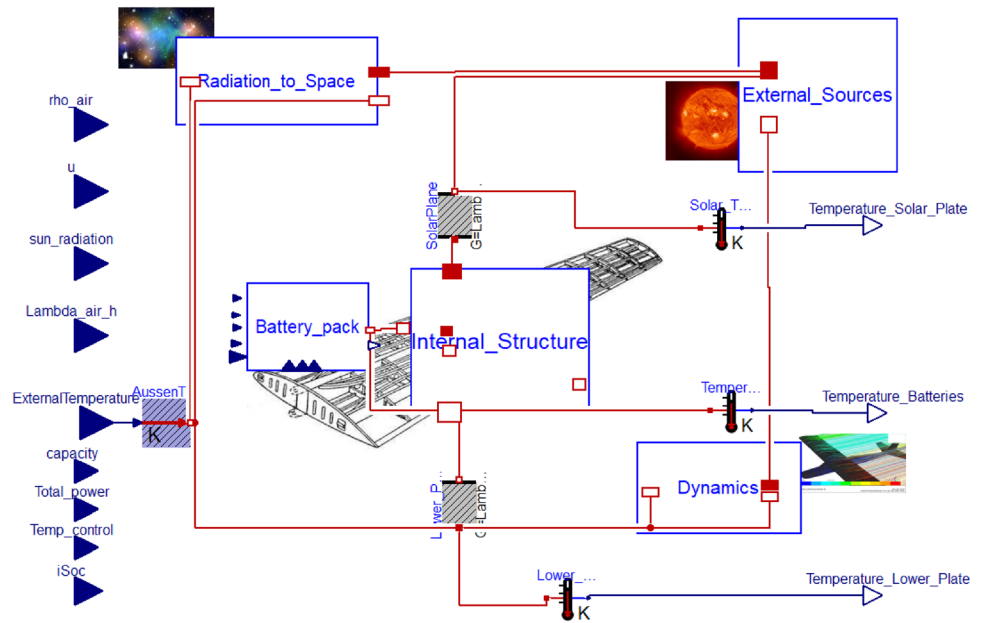 Radiation_to_Space
External_Sources
rho_air
u
sun_radiation
Lambda_air_h
ExternalTemperature
AussenT
K
capacity
Total_power
Temp_control
iSoc
SolarPlane
G=Lamb...
Solar_T...
K
Temperature_Solar_Plate
Battery_pack
Internal_Structure
Temper...
K
Temperature_Batteries
Dynamics
Lower_P...
G=Lamb...
Lower_...
K
Temperature_Lower_Plate